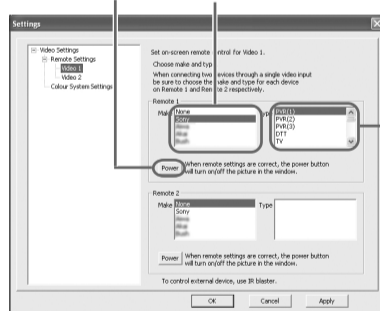 Settings
Video Settings
Remote Settings
Video 1
Video 2
Colour System Settings
Set on-screen remote control for Video 1.
Choose make and type
When connecting two devices through a single video input
be sure to choose the make and type for each device
on Remote 1 and Remote 2 respectively.
Remote 1
Make
None
Sony
Type
PVR(1)
PVR(2)
PVR(3)
DTT
TV
Power
When remote settings are correct, the power button
will turn on/off the picture in the window.
Remote 2
Make
None
Sony
Type
Power
When remote settings are correct, the power button
will turn on/off the picture in the window.
To control external device, use IR blaster.
OK
Cancel
Apply